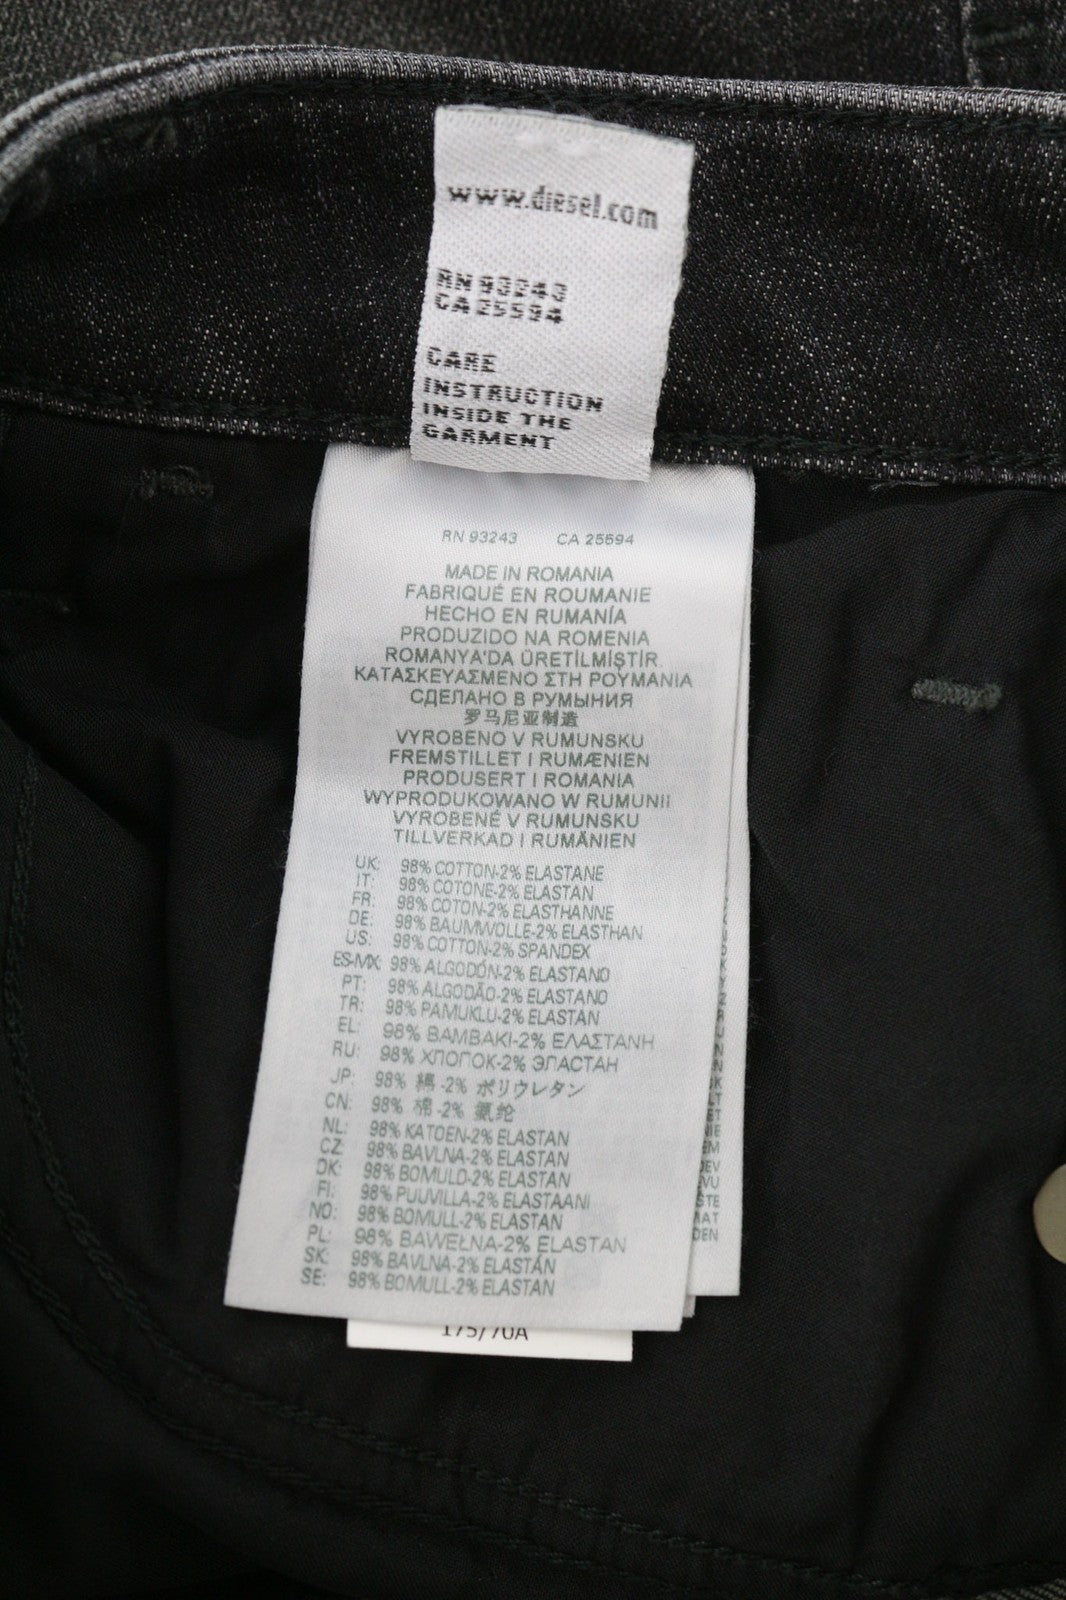 www.diesel.com
RN 93243
CA 25594
CARE
INSTRUCTION
INSIDE THE
GARMENT
RN 93243 CA 25594
MADE IN ROMANIA
FABRIQUÉ EN ROUMANIE
HECHO EN RUMANÍA
PRODUZIDO NA ROMENIA
ROMANYA'DA ÜRETİLMİŞTİR
ΚΑΤΑΣΚΕΥΑΣΜΕΝΟ ΣΤΗ ΡΟΥΜΑΝΙΑ
СДЕЛАНО В РУМЫНИЯ
罗马尼亚制造
VYROBENO V RUMUNSKU
FREMSTILLET I RUMÆNIEN
PRODUSERT I ROMANIA
WYPRODUKOWANO W RUMUNII
VYROBENÉ V RUMUNSKU
TILLVERKAD I RUMÄNIEN
UK: 98% COTTON-2% ELASTANE
IT: 98% COTONE-2% ELASTAN
FR: 98% COTON-2% ELASTHANNE
DE: 98% BAUMWOLLE-2% ELASTHAN
US: 98% COTTON-2% SPANDEX
ES-MX: 98% ALGODÓN-2% ELASTANO
PT: 98% ALGODÃO-2% ELASTANO
TR: 98% PAMUKLU-2% ELASTAN
EL: 98% ΒΑΜΒΑΚΙ-2% ΕΛΑΣΤΑΝΗ
RU: 98% ХЛОПОК-2% ЭЛАСТАН
JP: 98% 綿 -2% ポリウレタン
CN: 98% 棉 -2% 氨纶
NL: 98% KATOEN-2% ELASTAN
CZ: 98% BAVLNA-2% ELASTAN
DK: 98% BOMULD-2% ELASTAN
FI: 98% PUUVILLA-2% ELASTAANI
NO: 98% BOMULL-2% ELASTAN
PL: 98% BAWEŁNA-2% ELASTAN
SK: 98% BAVLNA-2% ELASTÁN
SE: 98% BOMULL-2% ELASTAN
175/70A